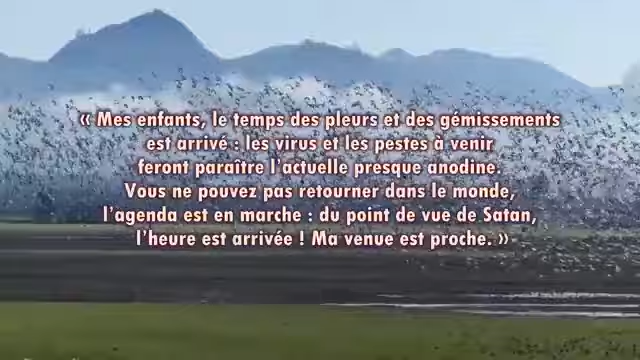 « Mes enfants, le temps des pleurs et des gémissements
est arrivé : les virus et les pestes à venir
feront paraître l'actuelle presque anodine.
Vous ne pouvez pas retourner dans le monde,
l'agenda est en marche : du point de vue de Satan,
l'heure est arrivée ! Ma venue est proche. »